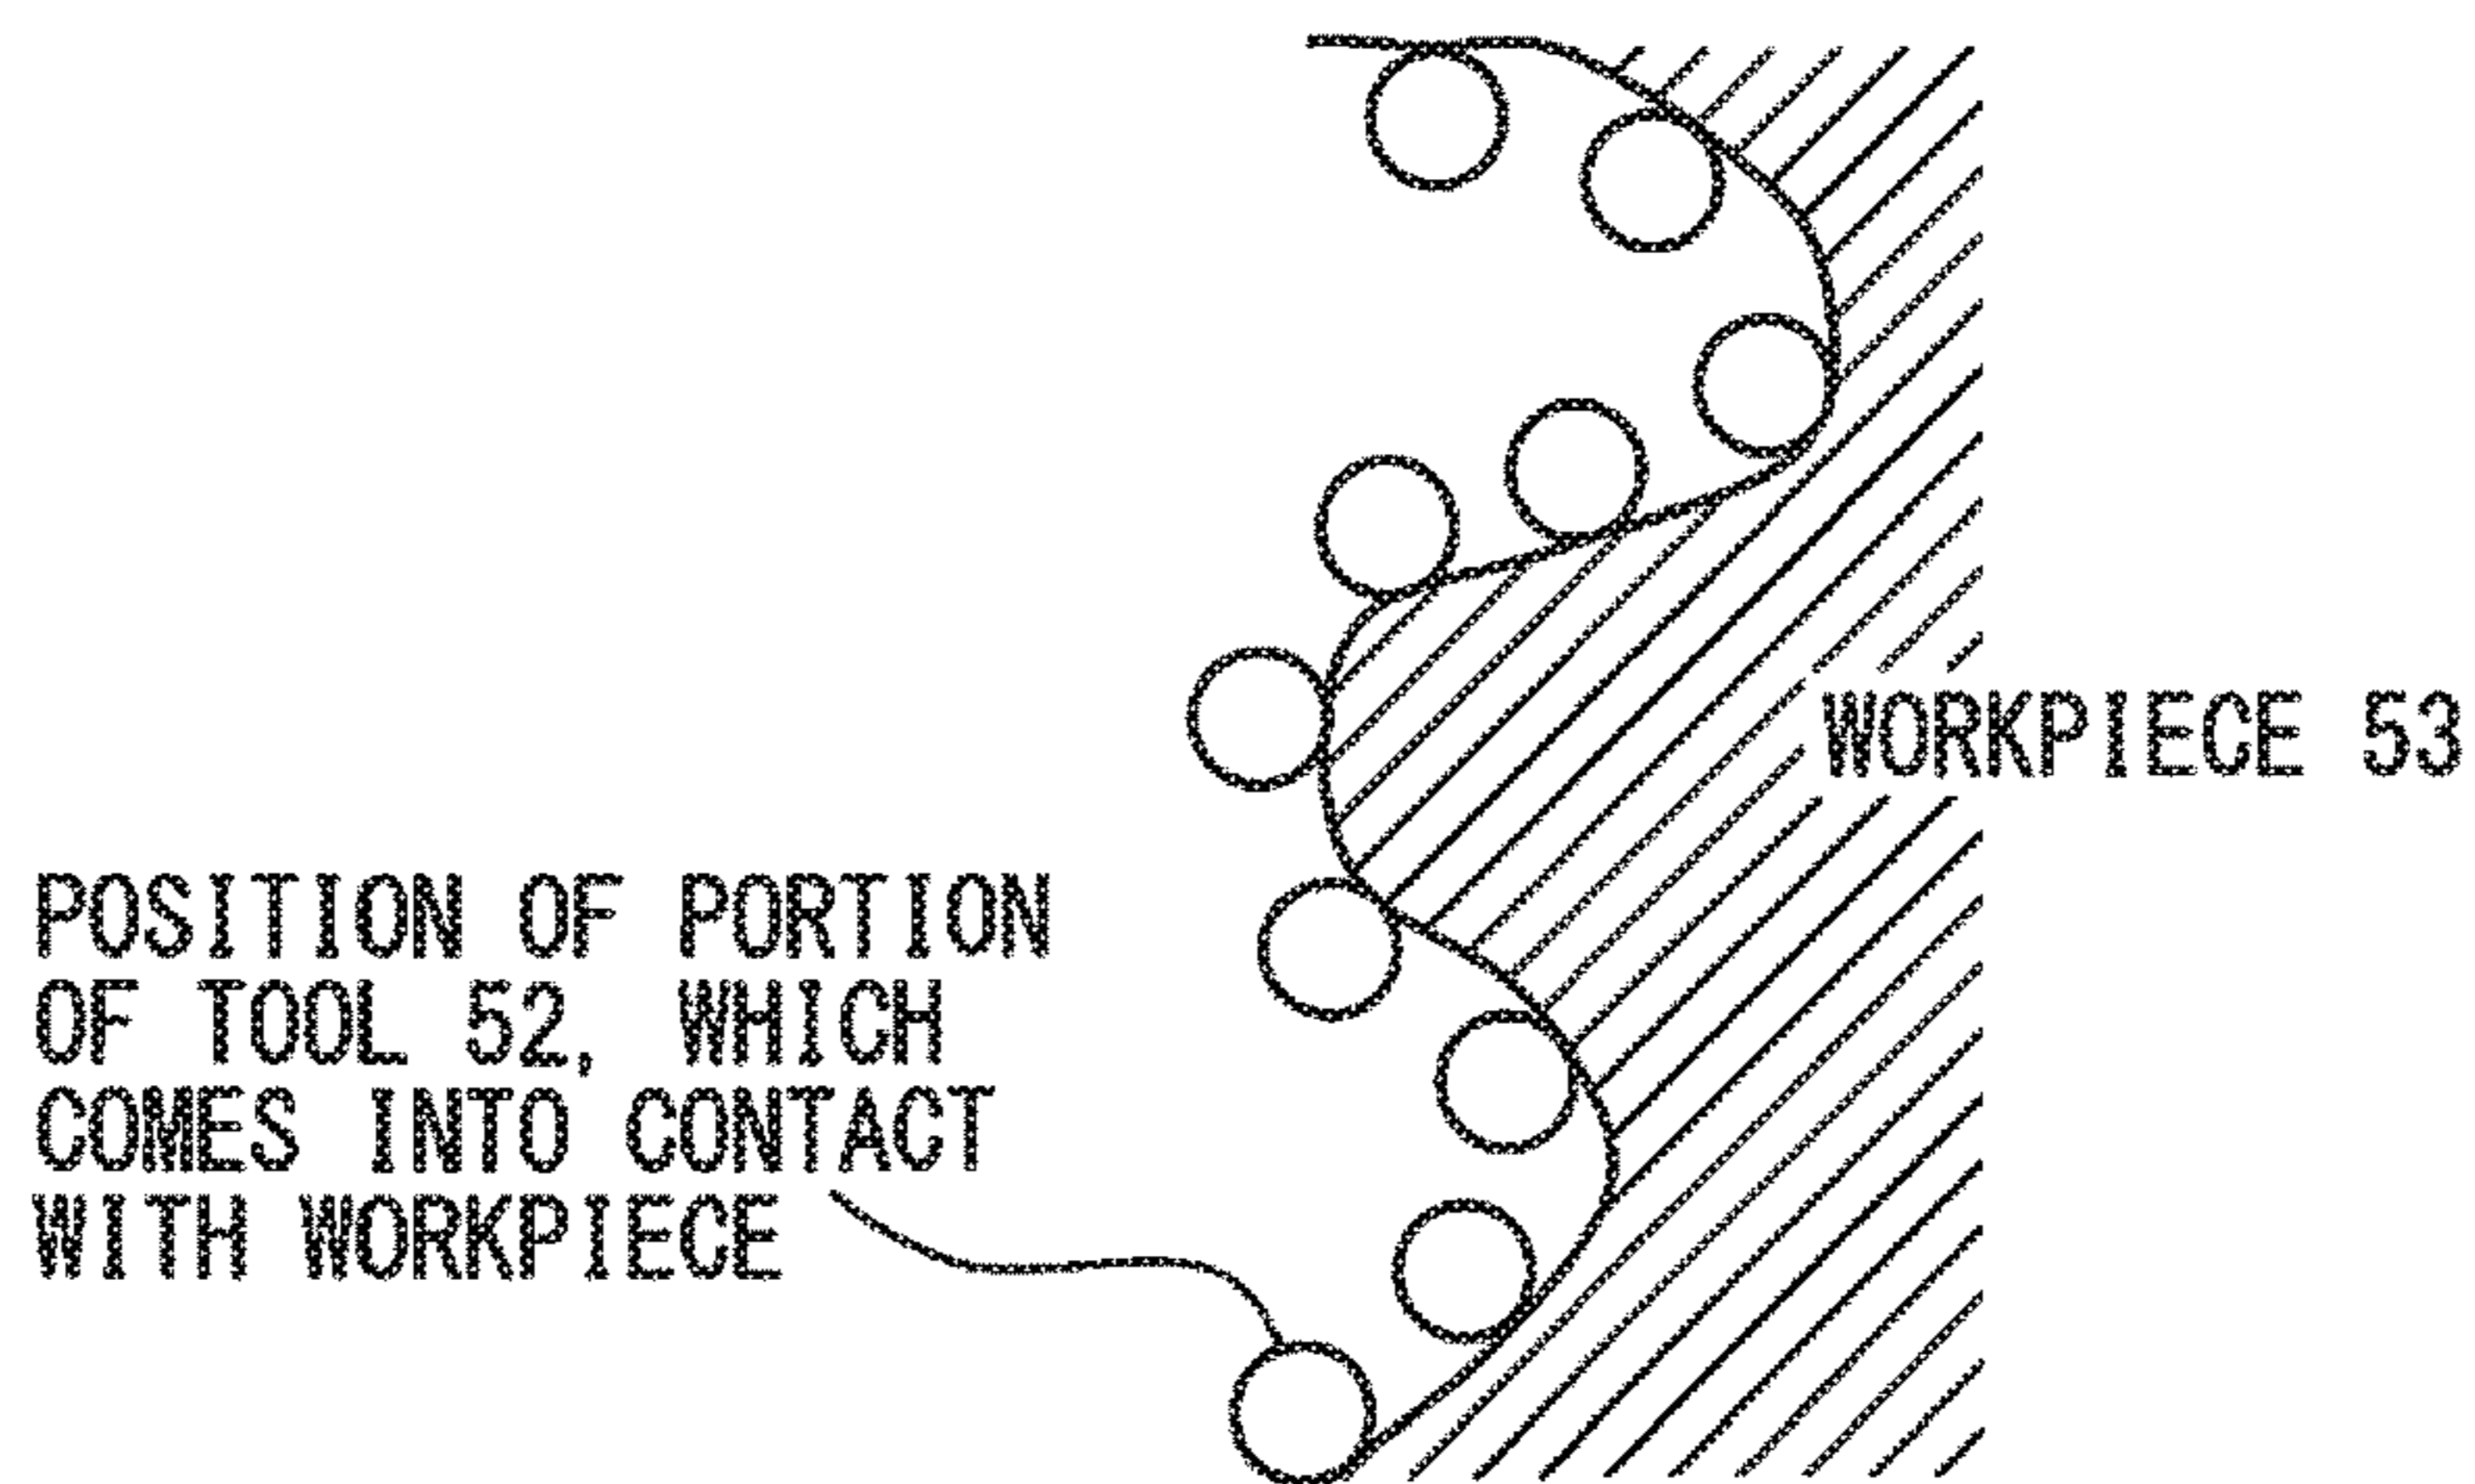 WORKPIECE 53
POSITION OF PORTION
OF TOOL 52, WHICH
COMES INTO CONTACT
WITH WORKPIECE